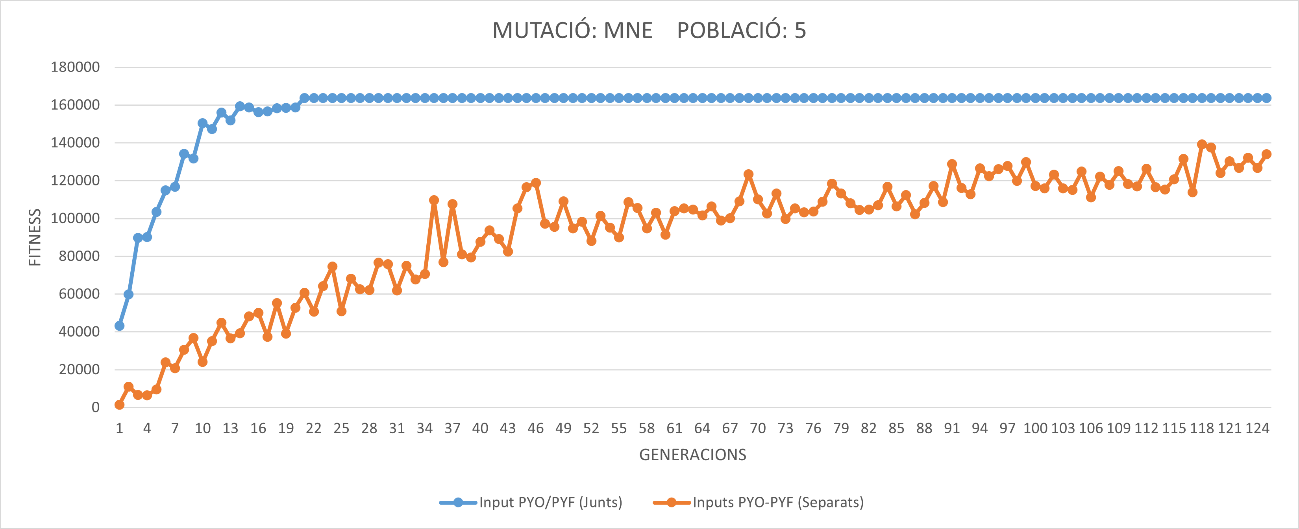 MUTACIÓ: MNE POBLACIÓ: 5
180000
160000
140000
120000
100000
80000
60000
40000
20000
0
FITNESS
1 4 7 10 13 16 19 22 25 28 31 34 37 40 43 46 49 52 55 58 61 64 67 70 73 76 79 82 85 88 91 94 97 100 103 106 109 112 115 118 121 124
GENERACIONS
Input PYO/PYF (Junts) Inputs PYO-PYF (Separats)